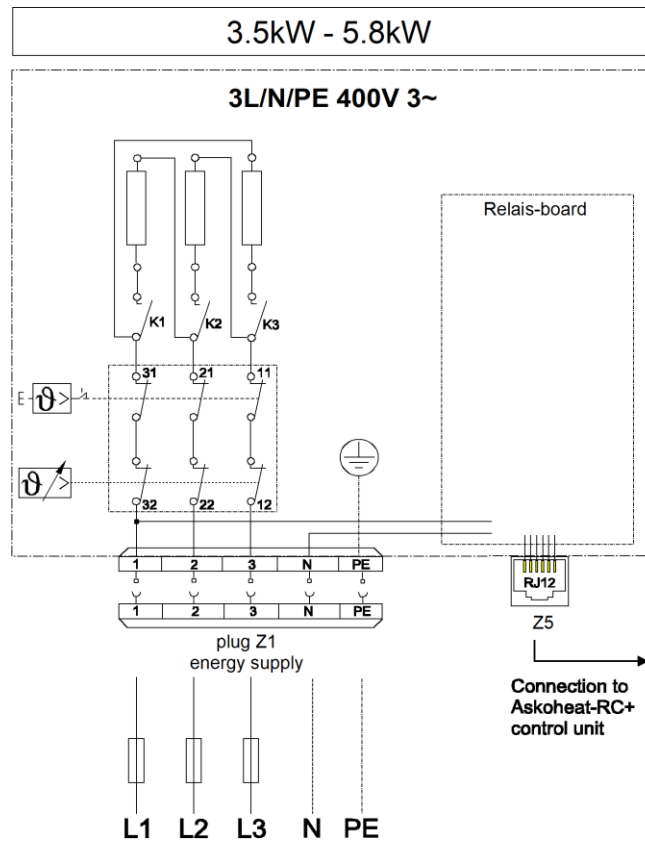 3.5kW - 5.8kW
3L/N/PE 400V 3~
Relais-board
K1 K2 K3
31 21 11
E ϑ >
ϑ >
32 22 12
1 2 3 N PE
RJ12
1 2 3 N PE
Z5
plug Z1
energy supply
Connection to
Askoheat-RC+
control unit
L1 L2 L3 N PE